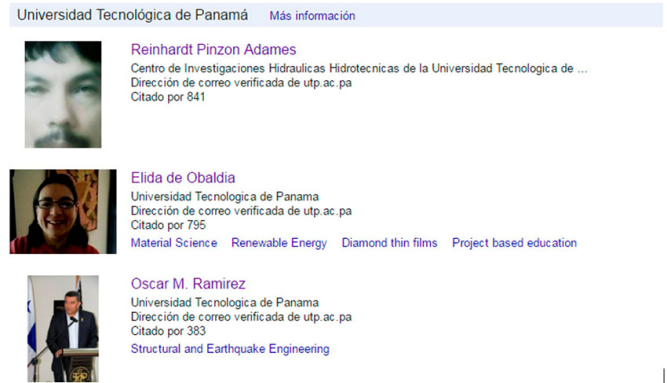 Universidad Tecnológica de Panamá Más información
Reinhardt Pinzon Adames
Centro de Investigaciones Hidraulicas Hidrotecnicas de la Universidad Tecnologica de ...
Dirección de correo verificada de utp.ac.pa
Citado por 841
Elida de Obaldia
Universidad Tecnologica de Panama
Dirección de correo verificada de utp.ac.pa
Citado por 795
Material Science Renewable Energy Diamond thin films Project based education
Oscar M. Ramirez
Universidad Tecnologica de Panama
Dirección de correo verificada de utp.ac.pa
Citado por 383
Structural and Earthquake Engineering